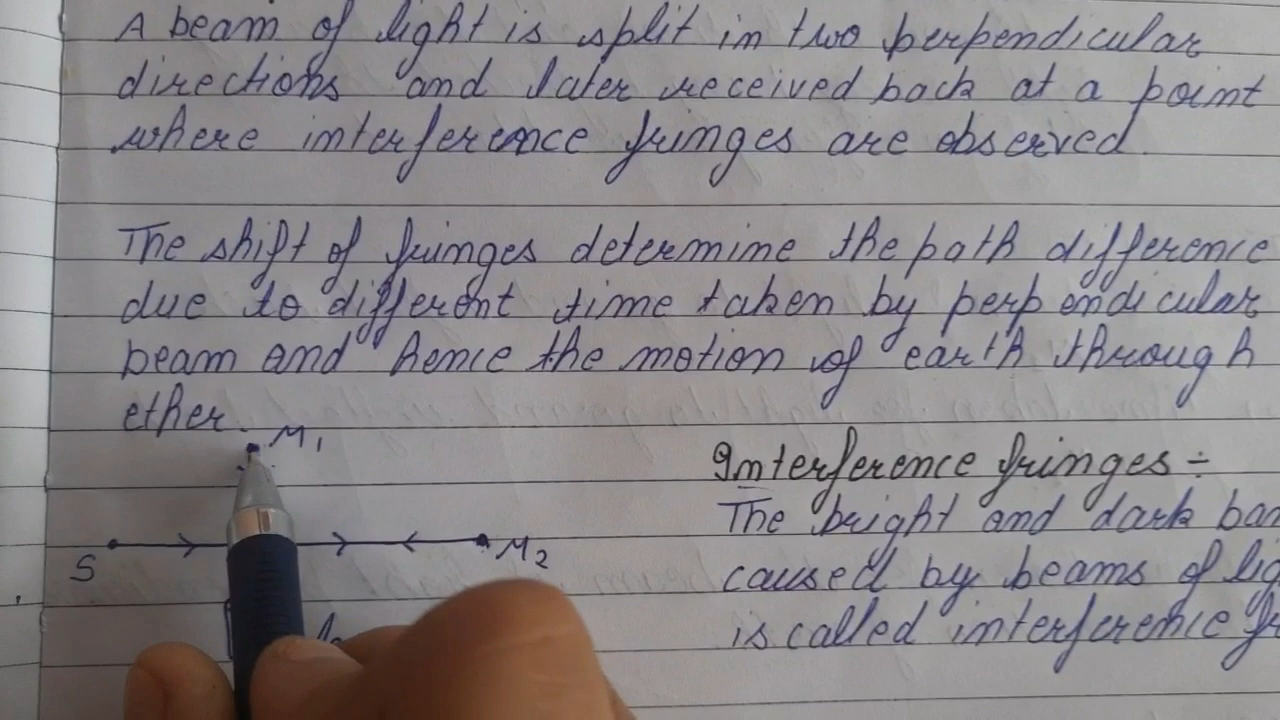 A beam of light is split in two perpendicular
directions and later received back at a point
where interference fringes are observed.
The shift of fringes determine the path difference
due to different time taken by perpendicular
beam and hence the motion of earth through
ether.
M1
S
M2
Interference fringes :-
The bright and dark ban
caused by beams of lig
is called interference